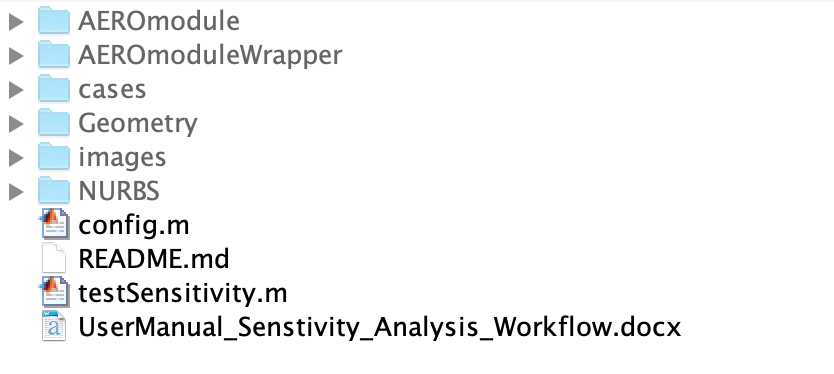 AEROmodule
AEROmoduleWrapper
cases
Geometry
images
NURBS
config.m
README.md
testSensitivity.m
UserManual_Senstivity_Analysis_Workflow.docx